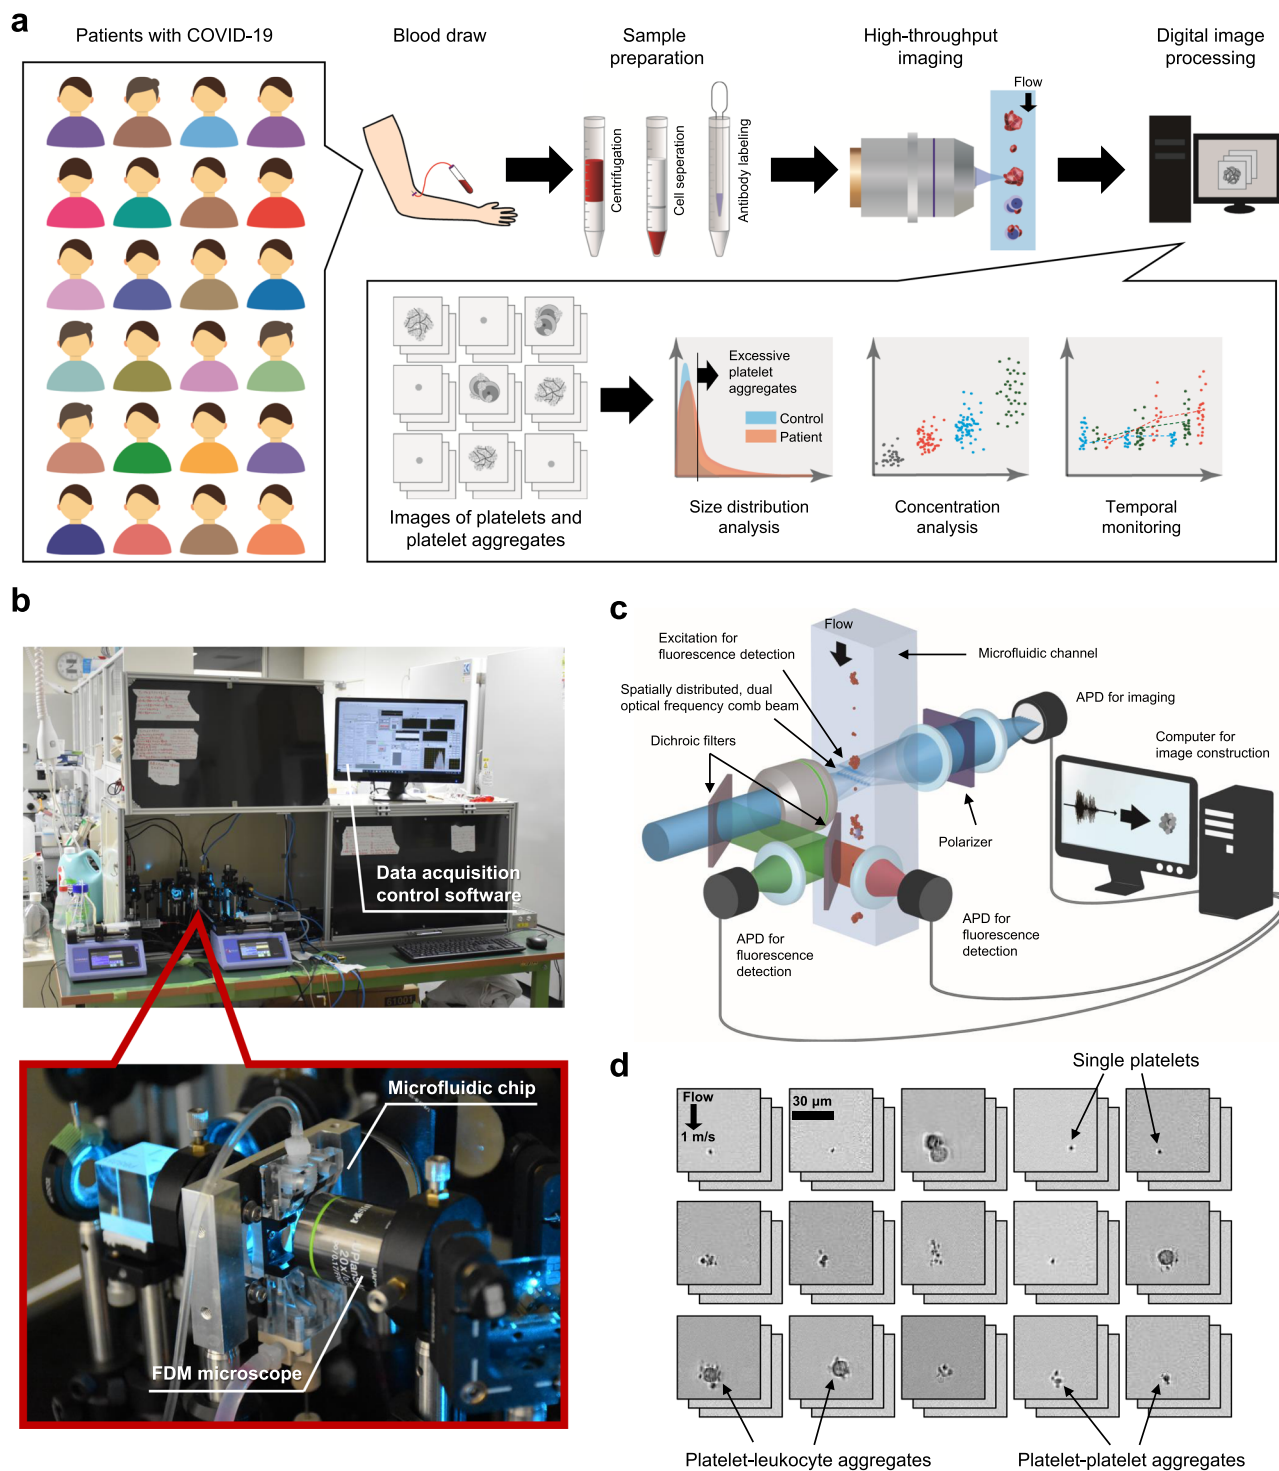 a
Patients with COVID-19
Blood draw
Sample
preparation
High-throughput
imaging
Digital image
processing
Flow
Centrifugation
Cell seperation
Antibody labeling
Images of platelets and
platelet aggregates
Excessive
platelet
aggregates
Control
Patient
Size distribution
analysis
Concentration
analysis
Temporal
monitoring
b
Data acquisition
control software
Microfluidic chip
20x
FDM microscope
c
Flow
Excitation for
fluorescence detection
Spatially distributed, dual
optical frequency comb beam
Dichroic filters
Microfluidic channel
APD for imaging
Computer for
image construction
Polarizer
APD for
fluorescence
detection
APD for
fluorescence
detection
d
Single platelets
Flow
1 m/s
30 µm
Platelet-leukocyte aggregates
Platelet-platelet aggregates